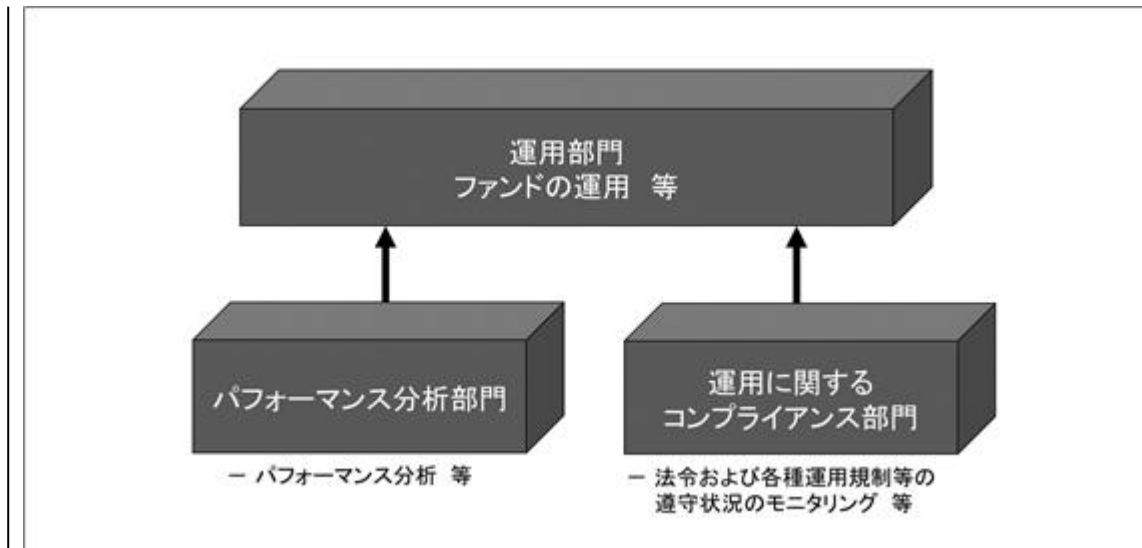 運用部門
ファンドの運用 等
パフォーマンス分析部門
－ パフォーマンス分析 等
運用に関する
コンプライアンス部門
－ 法令および各種運用規制等の
遵守状況のモニタリング 等